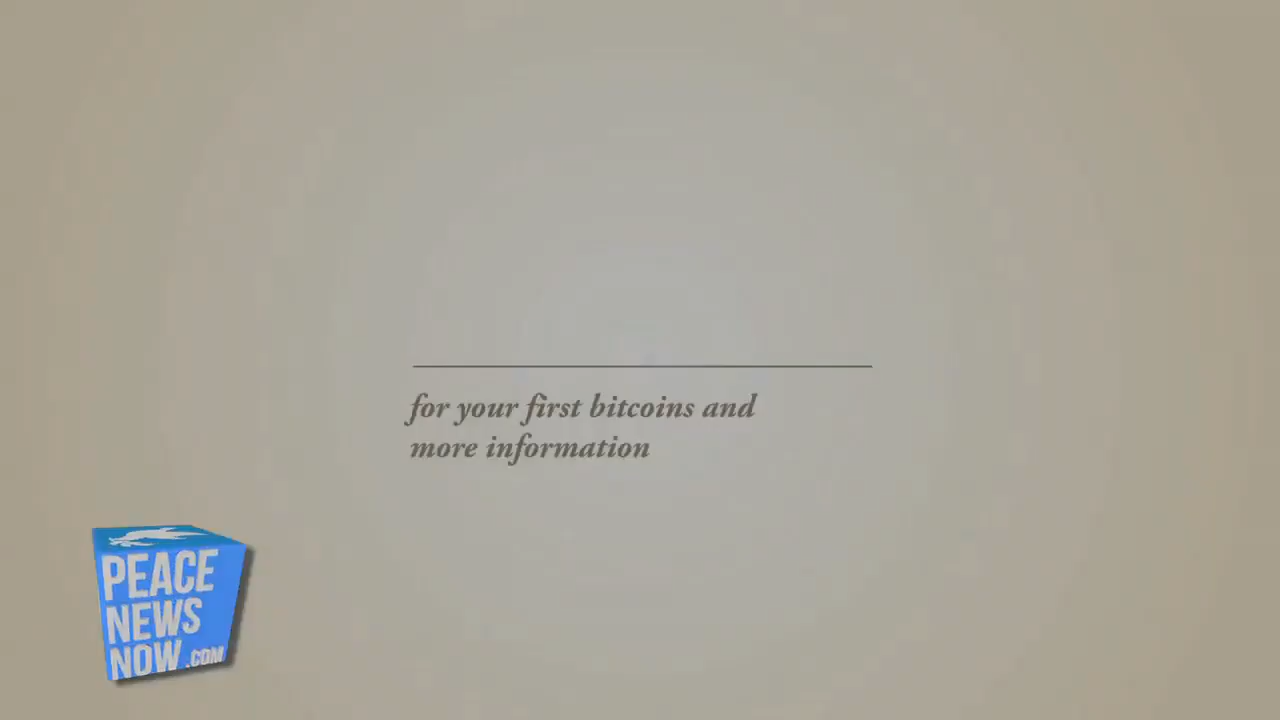 for your first bitcoins and
more information
PEACE
NEWS
NOW.COM